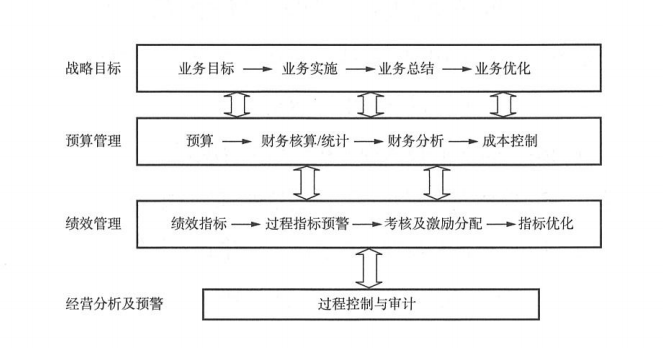 战略目标 业务目标 → 业务实施 → 业务总结 → 业务优化
预算管理 预算 → 财务核算/统计 → 财务分析 → 成本控制
绩效管理 绩效指标 → 过程指标预警 → 考核及激励分配 → 指标优化
经营分析及预警 过程控制与审计